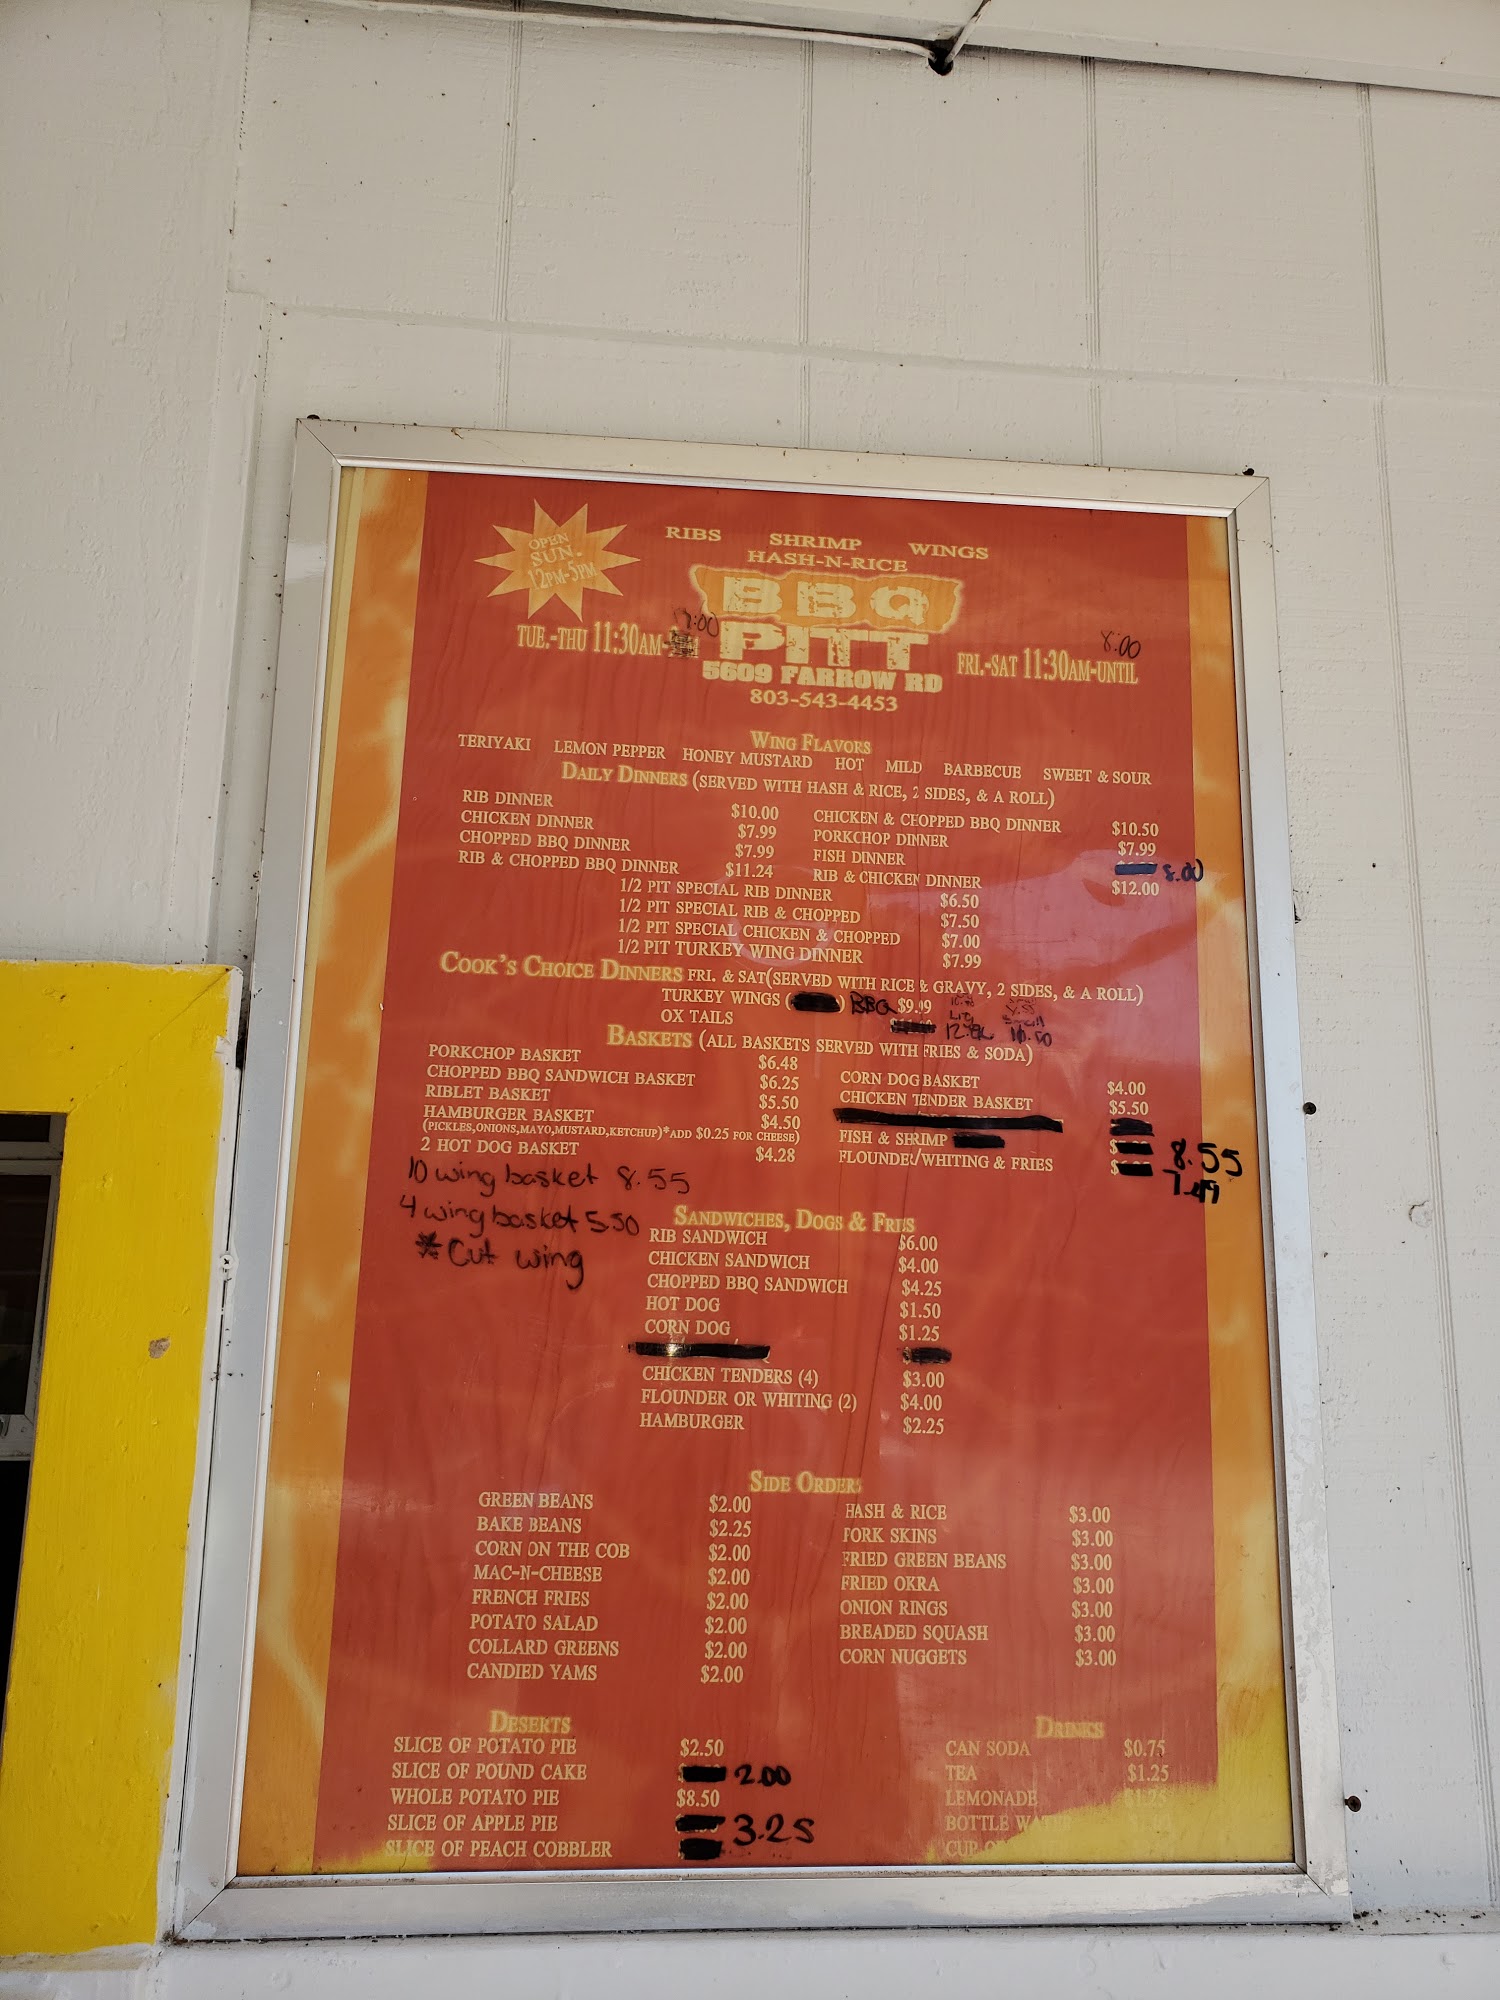 OPEN
SUN.
12PM-5PM
RIBS SHRIMP WINGS
HASH-N-RICE
BBQ
PITT
5609 FARROW RD
803-543-4453
TUE.-THU 11:30AM- 7:00
FRI.-SAT 11:30AM-UNTIL 8:00
WING FLAVORS
TERIYAKI LEMON PEPPER HONEY MUSTARD HOT MILD BARBECUE SWEET & SOUR
DAILY DINNERS (SERVED WITH HASH & RICE, 2 SIDES, & A ROLL)
RIB DINNER $10.00
CHICKEN DINNER $7.99
CHOPPED BBQ DINNER $7.99
RIB & CHOPPED BBQ DINNER $11.24
CHICKEN & CHOPPED BBQ DINNER $10.50
PORKCHOP DINNER $7.99
FISH DINNER 8.00
RIB & CHICKEN DINNER $12.00
1/2 PIT SPECIAL RIB DINNER $6.50
1/2 PIT SPECIAL RIB & CHOPPED $7.50
1/2 PIT SPECIAL CHICKEN & CHOPPED $7.00
1/2 PIT TURKEY WING DINNER $7.99
COOK'S CHOICE DINNERS FRI. & SAT(SERVED WITH RICE & GRAVY, 2 SIDES, & A ROLL)
TURKEY WINGS ( ) BBQ $9.99
OX TAILS 10.50
BASKETS (ALL BASKETS SERVED WITH FRIES & SODA)
PORKCHOP BASKET $6.48
CHOPPED BBQ SANDWICH BASKET $6.25
RIBLET BASKET $5.50
HAMBURGER BASKET $4.50
(PICKLES,ONIONS,MAYO,MUSTARD,KETCHUP)*ADD $0.25 FOR CHEESE)
2 HOT DOG BASKET $4.28
CORN DOG BASKET $4.00
CHICKEN TENDER BASKET $5.50
FISH & SHRIMP $ 8.55
FLOUNDER/WHITING & FRIES $ 7.49
10 wing basket 8.55
4 wing basket 5.50
* Cut wing
SANDWICHES, DOGS & FRIES
RIB SANDWICH $6.00
CHICKEN SANDWICH $4.00
CHOPPED BBQ SANDWICH $4.25
HOT DOG $1.50
CORN DOG $1.25
CHICKEN TENDERS (4) $3.00
FLOUNDER OR WHITING (2) $4.00
HAMBURGER $2.25
SIDE ORDERS
GREEN BEANS $2.00
BAKE BEANS $2.25
CORN ON THE COB $2.00
MAC-N-CHEESE $2.00
FRENCH FRIES $2.00
POTATO SALAD $2.00
COLLARD GREENS $2.00
CANDIED YAMS $2.00
HASH & RICE $3.00
PORK SKINS $3.00
FRIED GREEN BEANS $3.00
FRIED OKRA $3.00
ONION RINGS $3.00
BREADED SQUASH $3.00
CORN NUGGETS $3.00
DESERTS
SLICE OF POTATO PIE $2.50
SLICE OF POUND CAKE 2.00
WHOLE POTATO PIE $8.50
SLICE OF APPLE PIE 3.25
SLICE OF PEACH COBBLER
DRINKS
CAN SODA $0.75
TEA $1.25
LEMONADE $1.25
BOTTLE WATER
CUP